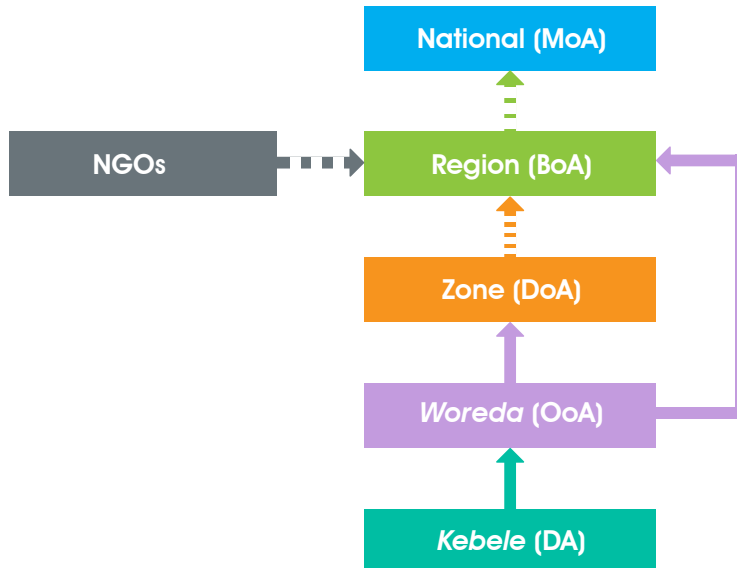 National (MoA)
NGOs
Region (BoA)
Zone (DoA)
Woreda (OoA)
Kebele (DA)